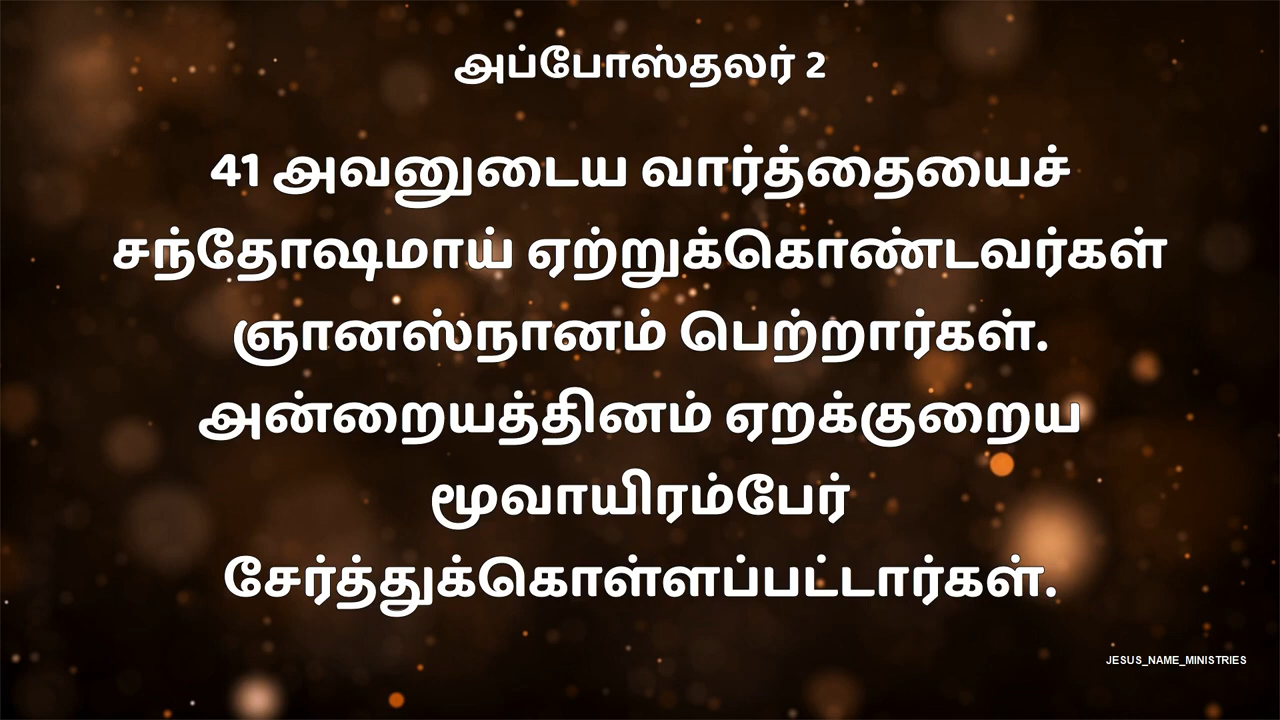 அப்போஸ்தலர் 2
41 அவனுடைய வார்த்தையைச்
சந்தோஷமாய் ஏற்றுக்கொண்டவர்கள்
ஞானஸ்நானம் பெற்றார்கள்.
அன்றையத்தினம் ஏறக்குறைய
மூவாயிரம்பேர்
சேர்த்துக்கொள்ளப்பட்டார்கள்.
JESUS_NAME_MINISTRIES